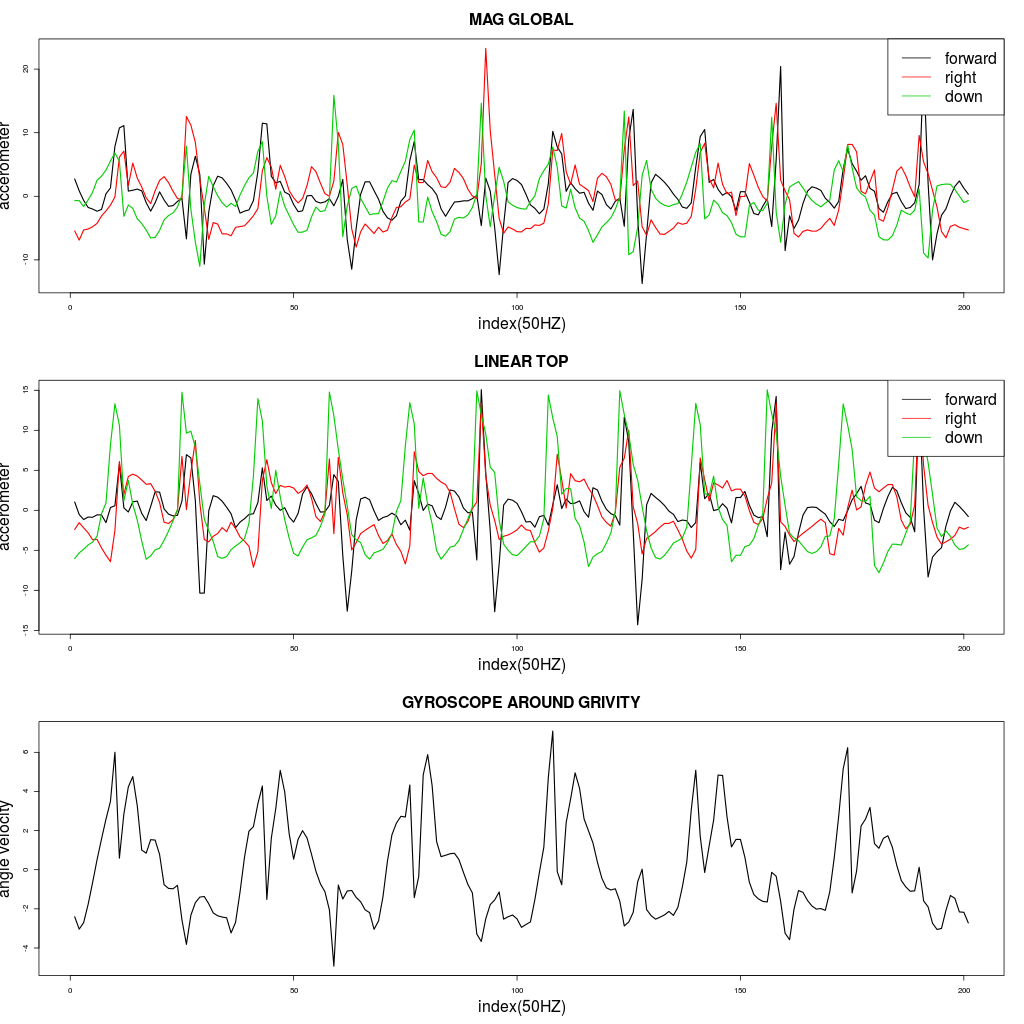 MAG GLOBAL
accerometer
20
10
0
-10
forward
right
down
0 50 100 150 200
index(50HZ)
LINEAR TOP
accerometer
15
10
5
0
-5
-10
-15
forward
right
down
0 50 100 150 200
index(50HZ)
GYROSCOPE AROUND GRIVITY
angle velocity
6
4
2
0
-2
-4
0 50 100 150 200
index(50HZ)